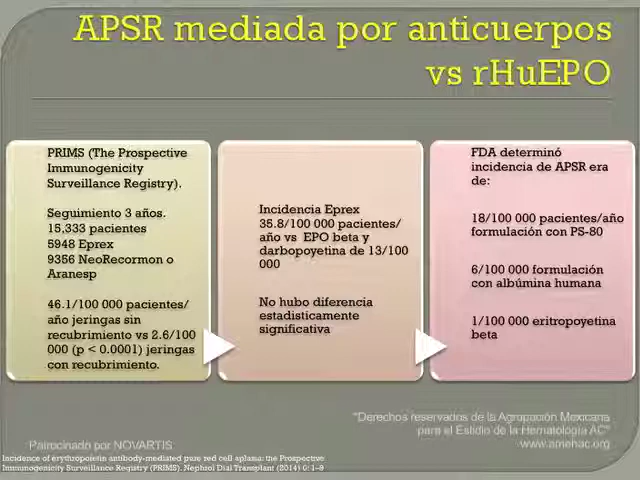 APSR mediada por anticuerpos
vs rHuEPO
PRIMS (The Prospective
Immunogenicity
Surveillance Registry).
Seguimiento 3 años.
15,333 pacientes
5948 Eprex
9356 NeoRecormon o
Aranesp
46.1/100 000 pacientes/
año jeringas sin
recubrimiento vs 2.6/100
000 (p < 0.0001) jeringas
con recubrimiento.
Incidencia Eprex
35.8/100 000 pacientes/
año vs EPO beta y
darbopoyetina de 13/100
000
No hubo diferencia
estadisticamente
significativa
FDA determinó
incidencia de APSR era
de:
18/100 000 pacientes/año
formulación con PS-80
6/100 000 formulación
con albúmina humana
1/100 000 eritropoyetina
beta
"Derechos reservados de la Agrupación Mexicana
para el Estidio de la Hematología AC"
www.amehac.org
Patrocinado por NOVARTIS
Incidence of erythropoietin antibody-mediated pure red cell aplasia: the Prospective
Immunogenicity Surveillance Registry (PRIMS). Nephrol Dial Transplant (2014) 0: 1–9